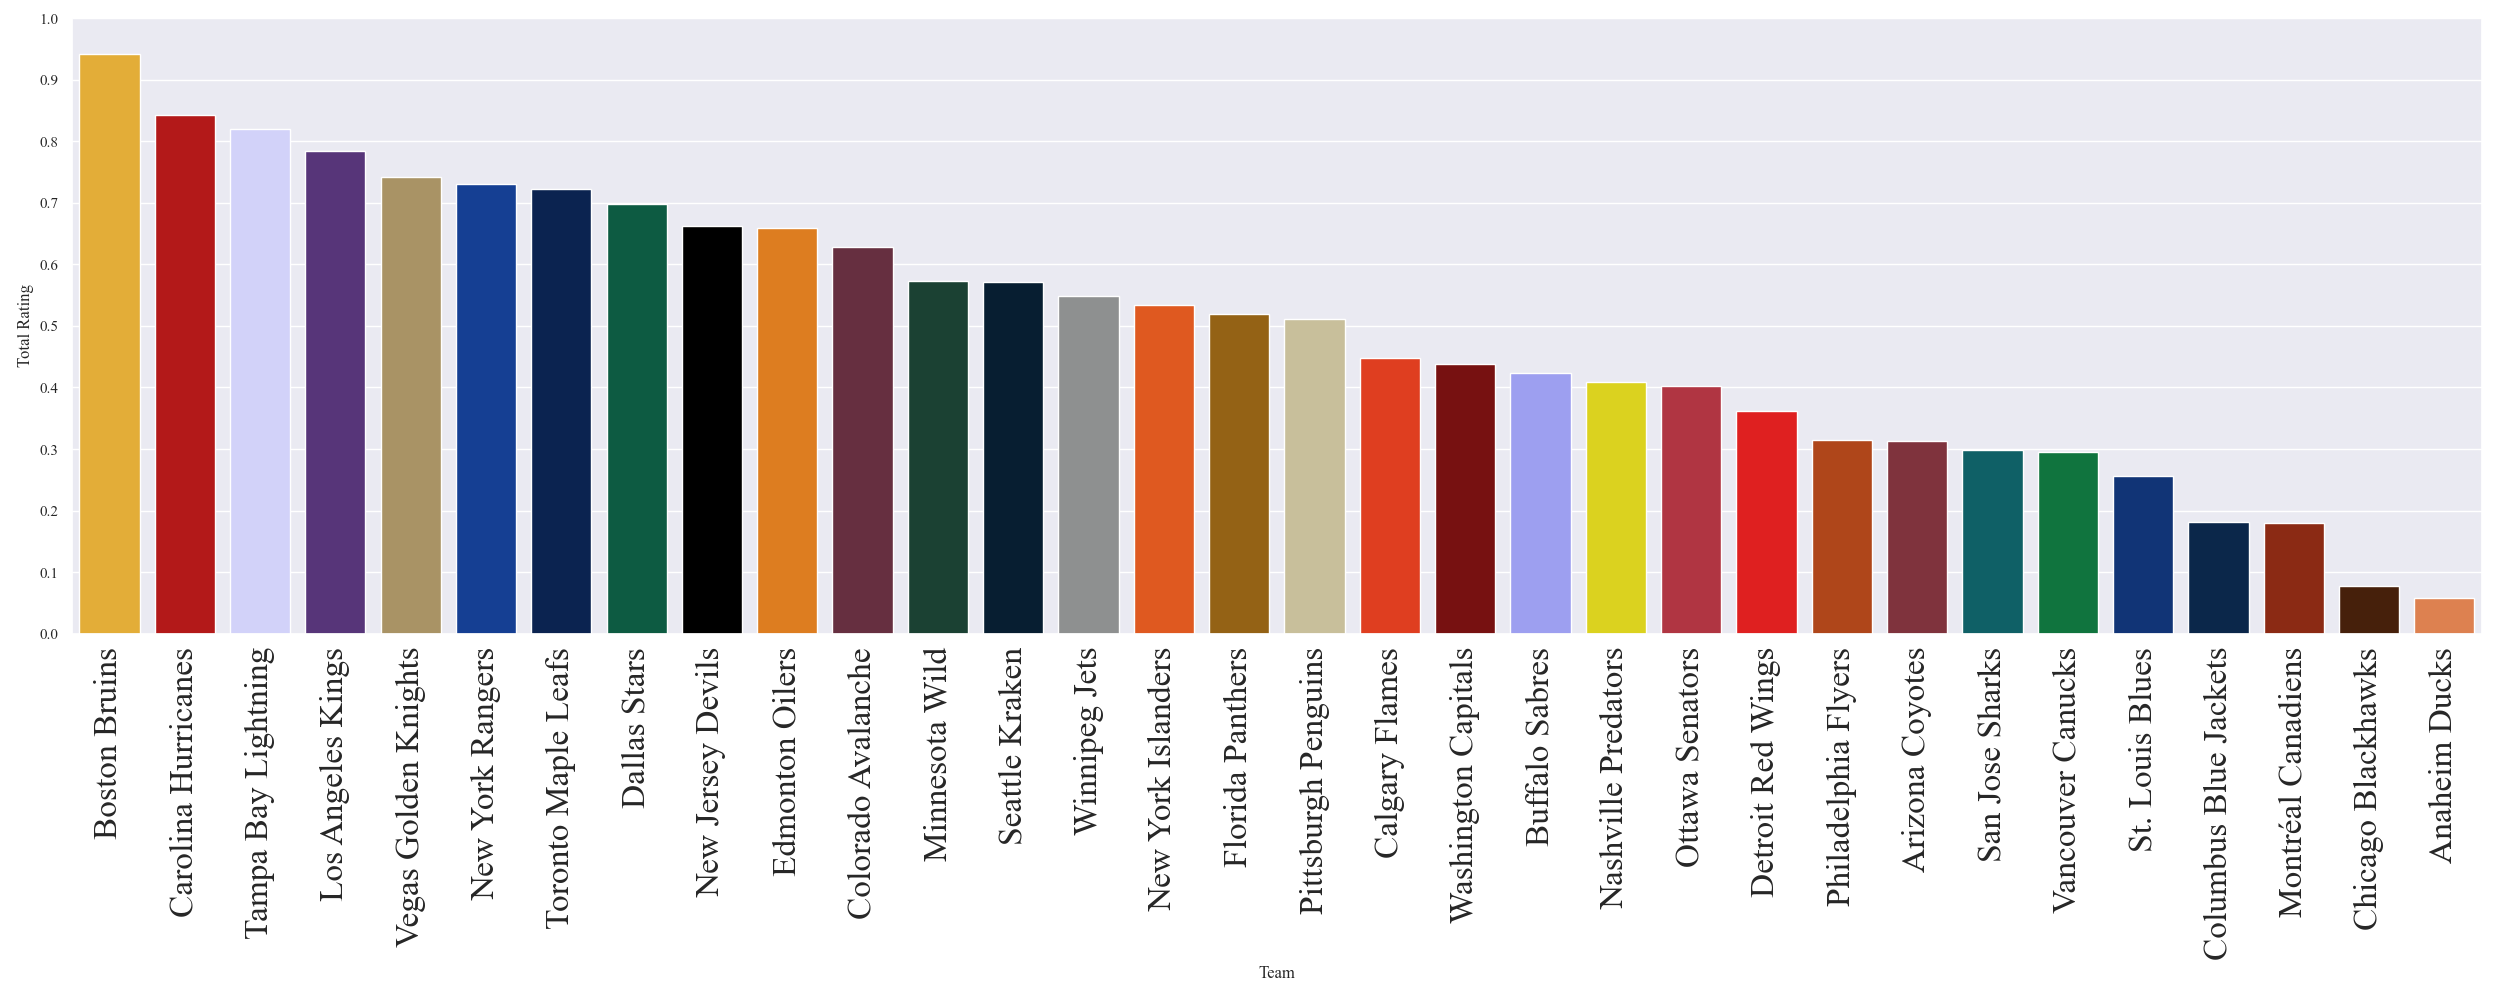 1.0
0.9
0.8
0.7
0.6
0.5
0.4
0.3
0.2
0.1
0.0
Total Rating
Boston Bruins
Carolina Hurricanes
Tampa Bay Lightning
Los Angeles Kings
Vegas Golden Knights
New York Rangers
Toronto Maple Leafs
Dallas Stars
New Jersey Devils
Edmonton Oilers
Colorado Avalanche
Minnesota Wild
Seattle Kraken
Winnipeg Jets
New York Islanders
Florida Panthers
Pittsburgh Penguins
Calgary Flames
Washington Capitals
Buffalo Sabres
Nashville Predators
Ottawa Senators
Detroit Red Wings
Philadelphia Flyers
Arizona Coyotes
San Jose Sharks
Vancouver Canucks
St. Louis Blues
Columbus Blue Jackets
Montréal Canadiens
Chicago Blackhawks
Anaheim Ducks
Team